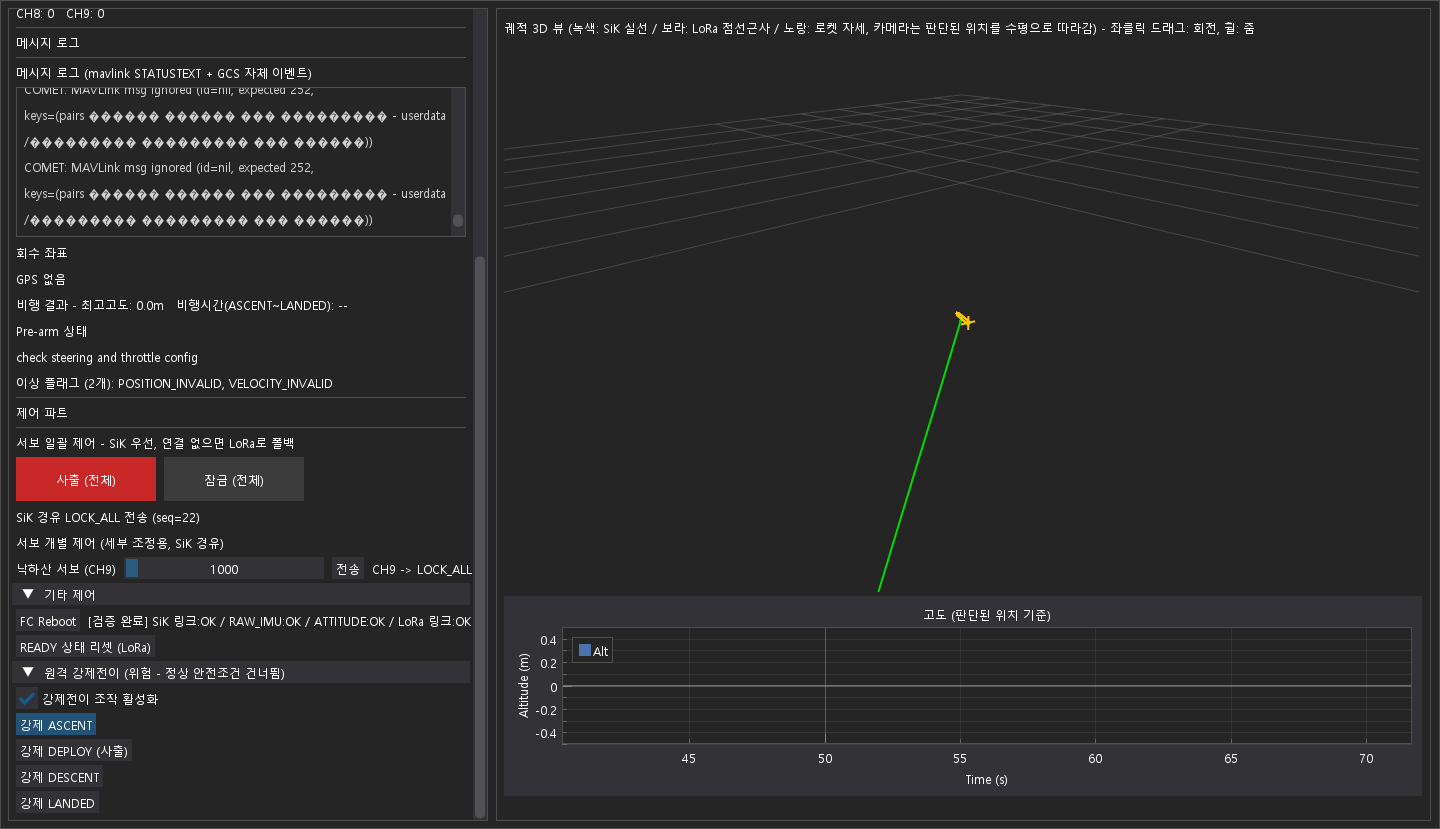 CH8: 0 CH9: 0
메시지 로그
메시지 로그 (mavlink STATUSTEXT + GCS 자체 이벤트)
COMET: MAVLink msg ignored (id=nil, expected 252,
keys=(pairs ������ ������ ��� ��������� - userdata
/��������� ��������� ��� ������))
COMET: MAVLink msg ignored (id=nil, expected 252,
keys=(pairs ������ ������ ��� ��������� - userdata
/��������� ��������� ��� ������))
회수 좌표
GPS 없음
비행 결과 - 최고고도: 0.0m 비행시간(ASCENT~LANDED): --
Pre-arm 상태
check steering and throttle config
이상 플래그 (2개): POSITION_INVALID, VELOCITY_INVALID
제어 파트
서보 일괄 제어 - SiK 우선, 연결 없으면 LoRa로 폴백
사출 (전체) 잠금 (전체)
SiK 경유 LOCK_ALL 전송 (seq=22)
서보 개별 제어 (세부 조정용, SiK 경유)
낙하산 서보 (CH9) 1000 전송 CH9 -> LOCK_ALL
▼ 기타 제어
FC Reboot [검증 완료] SiK 링크:OK / RAW_IMU:OK / ATTITUDE:OK / LoRa 링크:OK
READY 상태 리셋 (LoRa)
▼ 원격 강제전이 (위험 - 정상 안전조건 건너뜀)
강제전이 조작 활성화
강제 ASCENT
강제 DEPLOY (사출)
강제 DESCENT
강제 LANDED
궤적 3D 뷰 (녹색: SiK 실선 / 보라: LoRa 점선근사 / 노랑: 로켓 자세, 카메라는 판단된 위치를 수평으로 따라감) - 좌클릭 드래그: 회전, 휠: 줌
고도 (판단된 위치 기준)
Alt
Altitude (m)
0.4
0.2
0
-0.2
-0.4
45 50 55 60 65 70
Time (s)